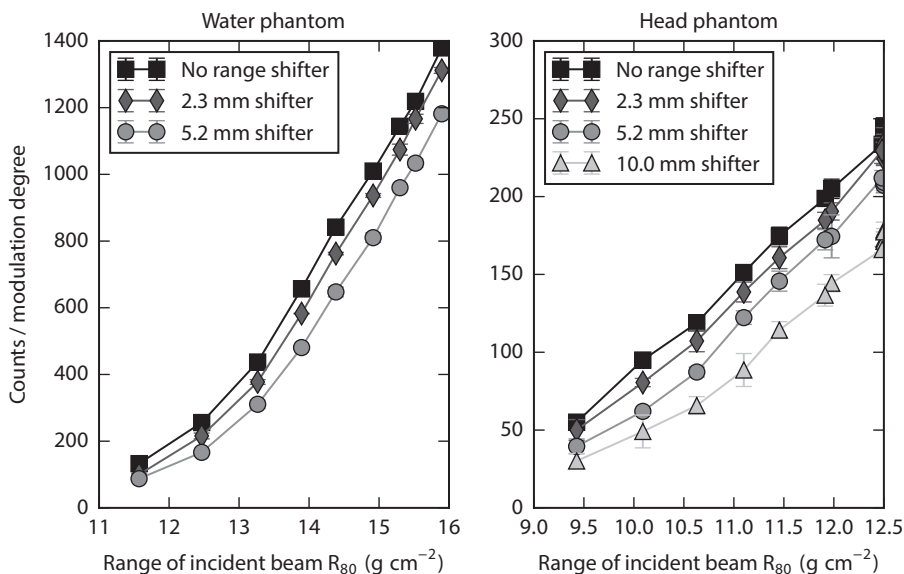 Water phantom
1400
1200
1000
800
600
400
200
0
Counts / modulation degree
No range shifter
2.3 mm shifter
5.2 mm shifter
11 12 13 14 15 16
Range of incident beam R80 (g cm−2)
Head phantom
300
250
200
150
100
50
0
No range shifter
2.3 mm shifter
5.2 mm shifter
10.0 mm shifter
9.0 9.5 10.0 10.5 11.0 11.5 12.0 12.5
Range of incident beam R80 (g cm−2)